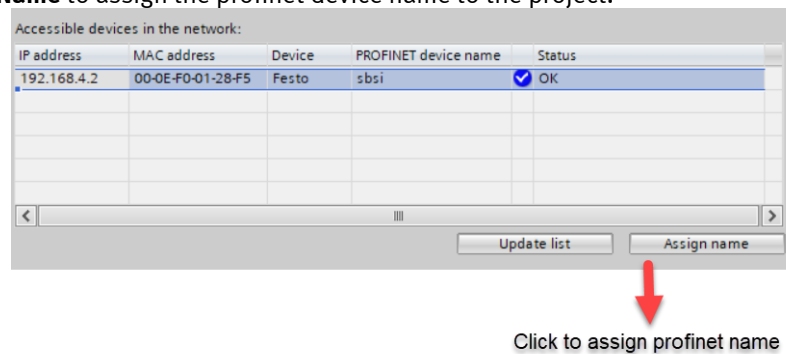 Name to assign the profinet device name to the project.
Accessible devices in the network:
IP address MAC address Device PROFINET device name Status
192.168.4.2 00-0E-F0-01-28-F5 Festo sbsi OK
Update list Assign name
Click to assign profinet name